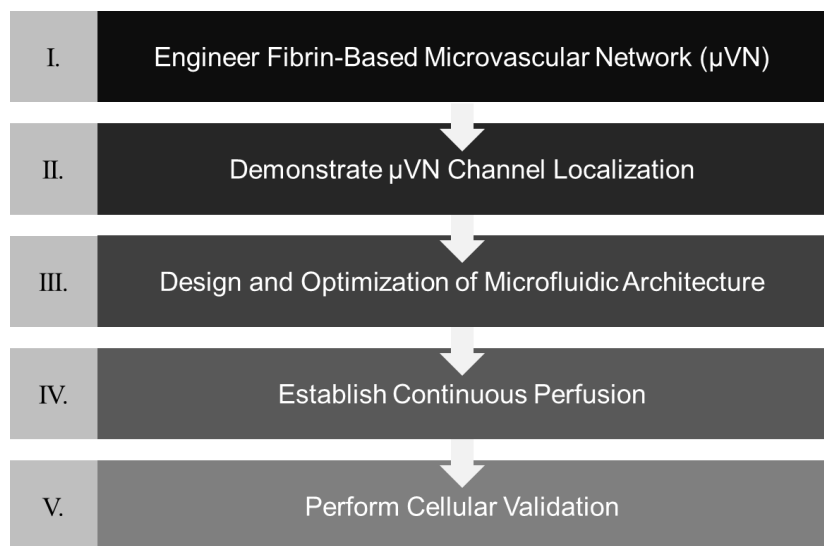 I. Engineer Fibrin-Based Microvascular Network (µVN)
II. Demonstrate µVN Channel Localization
III. Design and Optimization of Microfluidic Architecture
IV. Establish Continuous Perfusion
V. Perform Cellular Validation